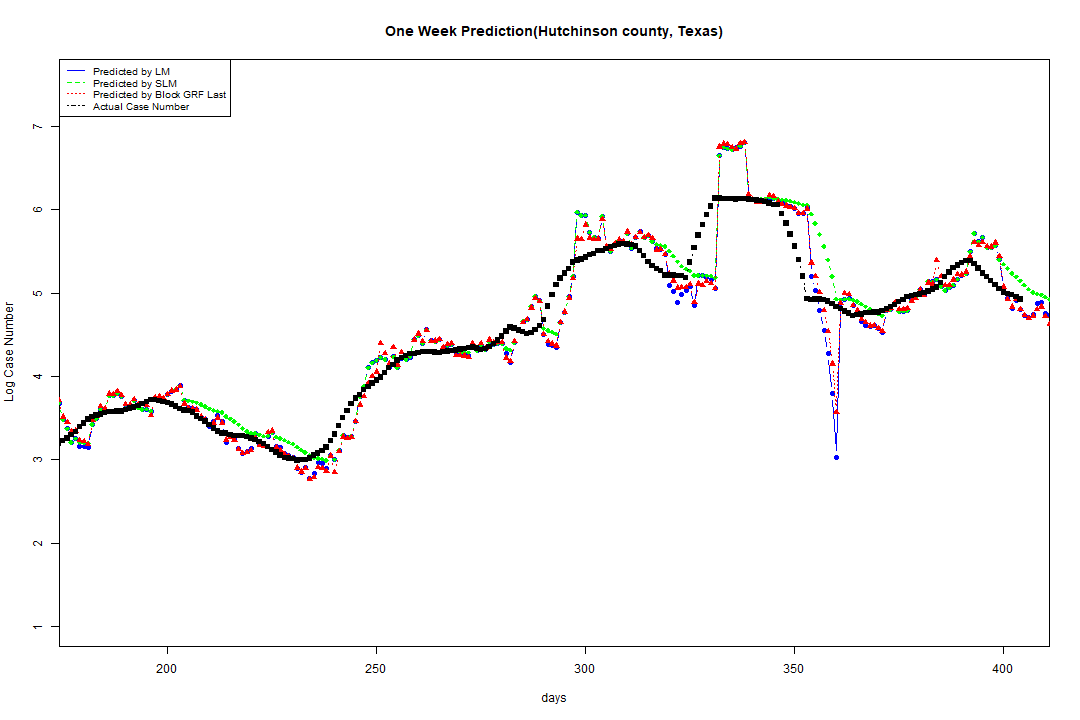 One Week Prediction(Hutchinson county, Texas)
Predicted by LM
Predicted by SLM
Predicted by Block GRF Last
Actual Case Number
7
6
5
4
3
2
1
Log Case Number
200 250 300 350 400
days